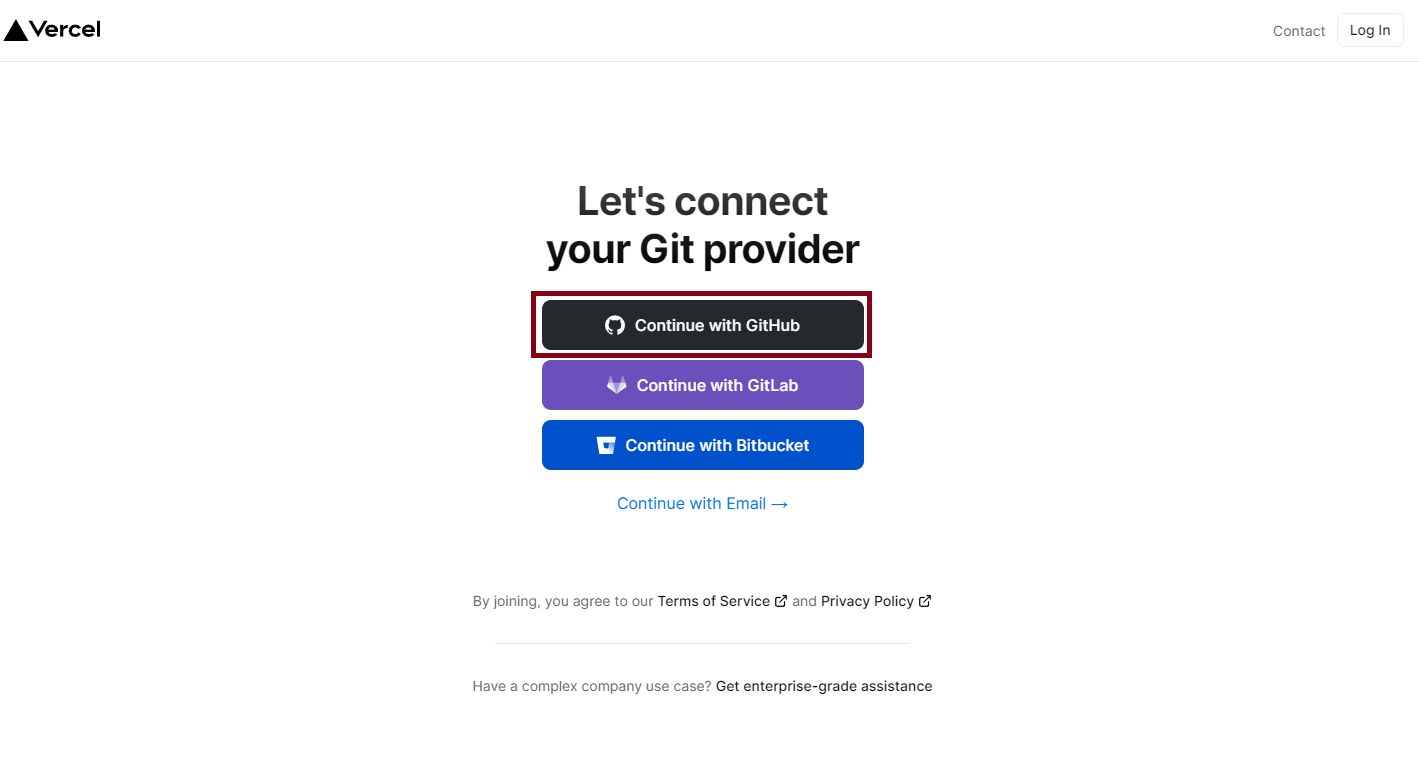 Vercel
Contact
Log In
Let's connect
your Git provider
Continue with GitHub
Continue with GitLab
Continue with Bitbucket
Continue with Email →
By joining, you agree to our Terms of Service and Privacy Policy
Have a complex company use case? Get enterprise-grade assistance